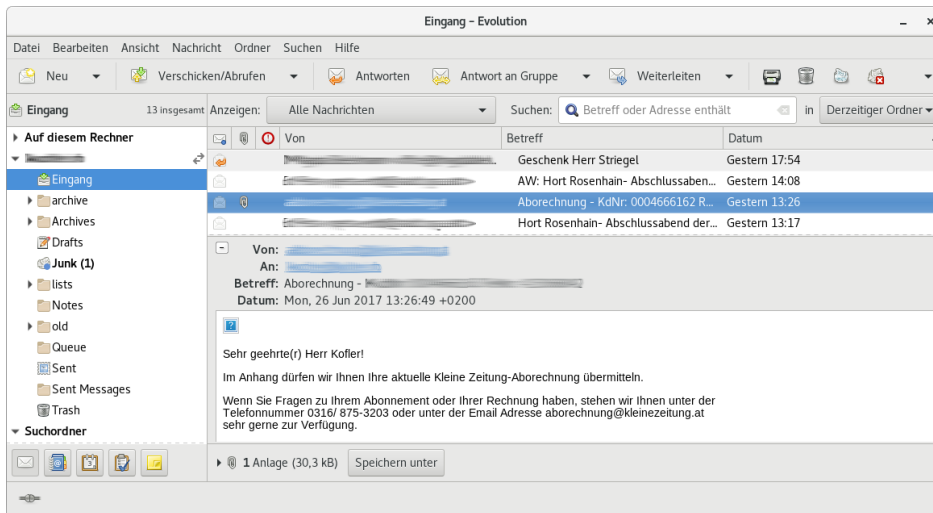 Eingang – Evolution
Datei Bearbeiten Ansicht Nachricht Ordner Suchen Hilfe
Neu Verschicken/Abrufen Antworten Antwort an Gruppe Weiterleiten
Eingang 13 insgesamt Anzeigen: Alle Nachrichten Suchen: Betreff oder Adresse enthält in Derzeitiger Ordner
Auf diesem Rechner
Eingang
archive
Archives
Drafts
Junk (1)
lists
Notes
old
Queue
Sent
Sent Messages
Trash
Suchordner
Von Betreff Datum
Geschenk Herr Striegel Gestern 17:54
AW: Hort Rosenhain- Abschlussaben... Gestern 14:08
Aborechnung - KdNr: 0004666162 R... Gestern 13:26
Hort Rosenhain- Abschlussabend der... Gestern 13:17
Von:
An:
Betreff: Aborechnung -
Datum: Mon, 26 Jun 2017 13:26:49 +0200
Sehr geehrte(r) Herr Kofler!
Im Anhang dürfen wir Ihnen Ihre aktuelle Kleine Zeitung-Aborechnung übermitteln.
Wenn Sie Fragen zu Ihrem Abonnement oder Ihrer Rechnung haben, stehen wir Ihnen unter der
Telefonnummer 0316/ 875-3203 oder unter der Email Adresse aborechnung@kleinezeitung.at
sehr gerne zur Verfügung.
1 Anlage (30,3 kB) Speichern unter